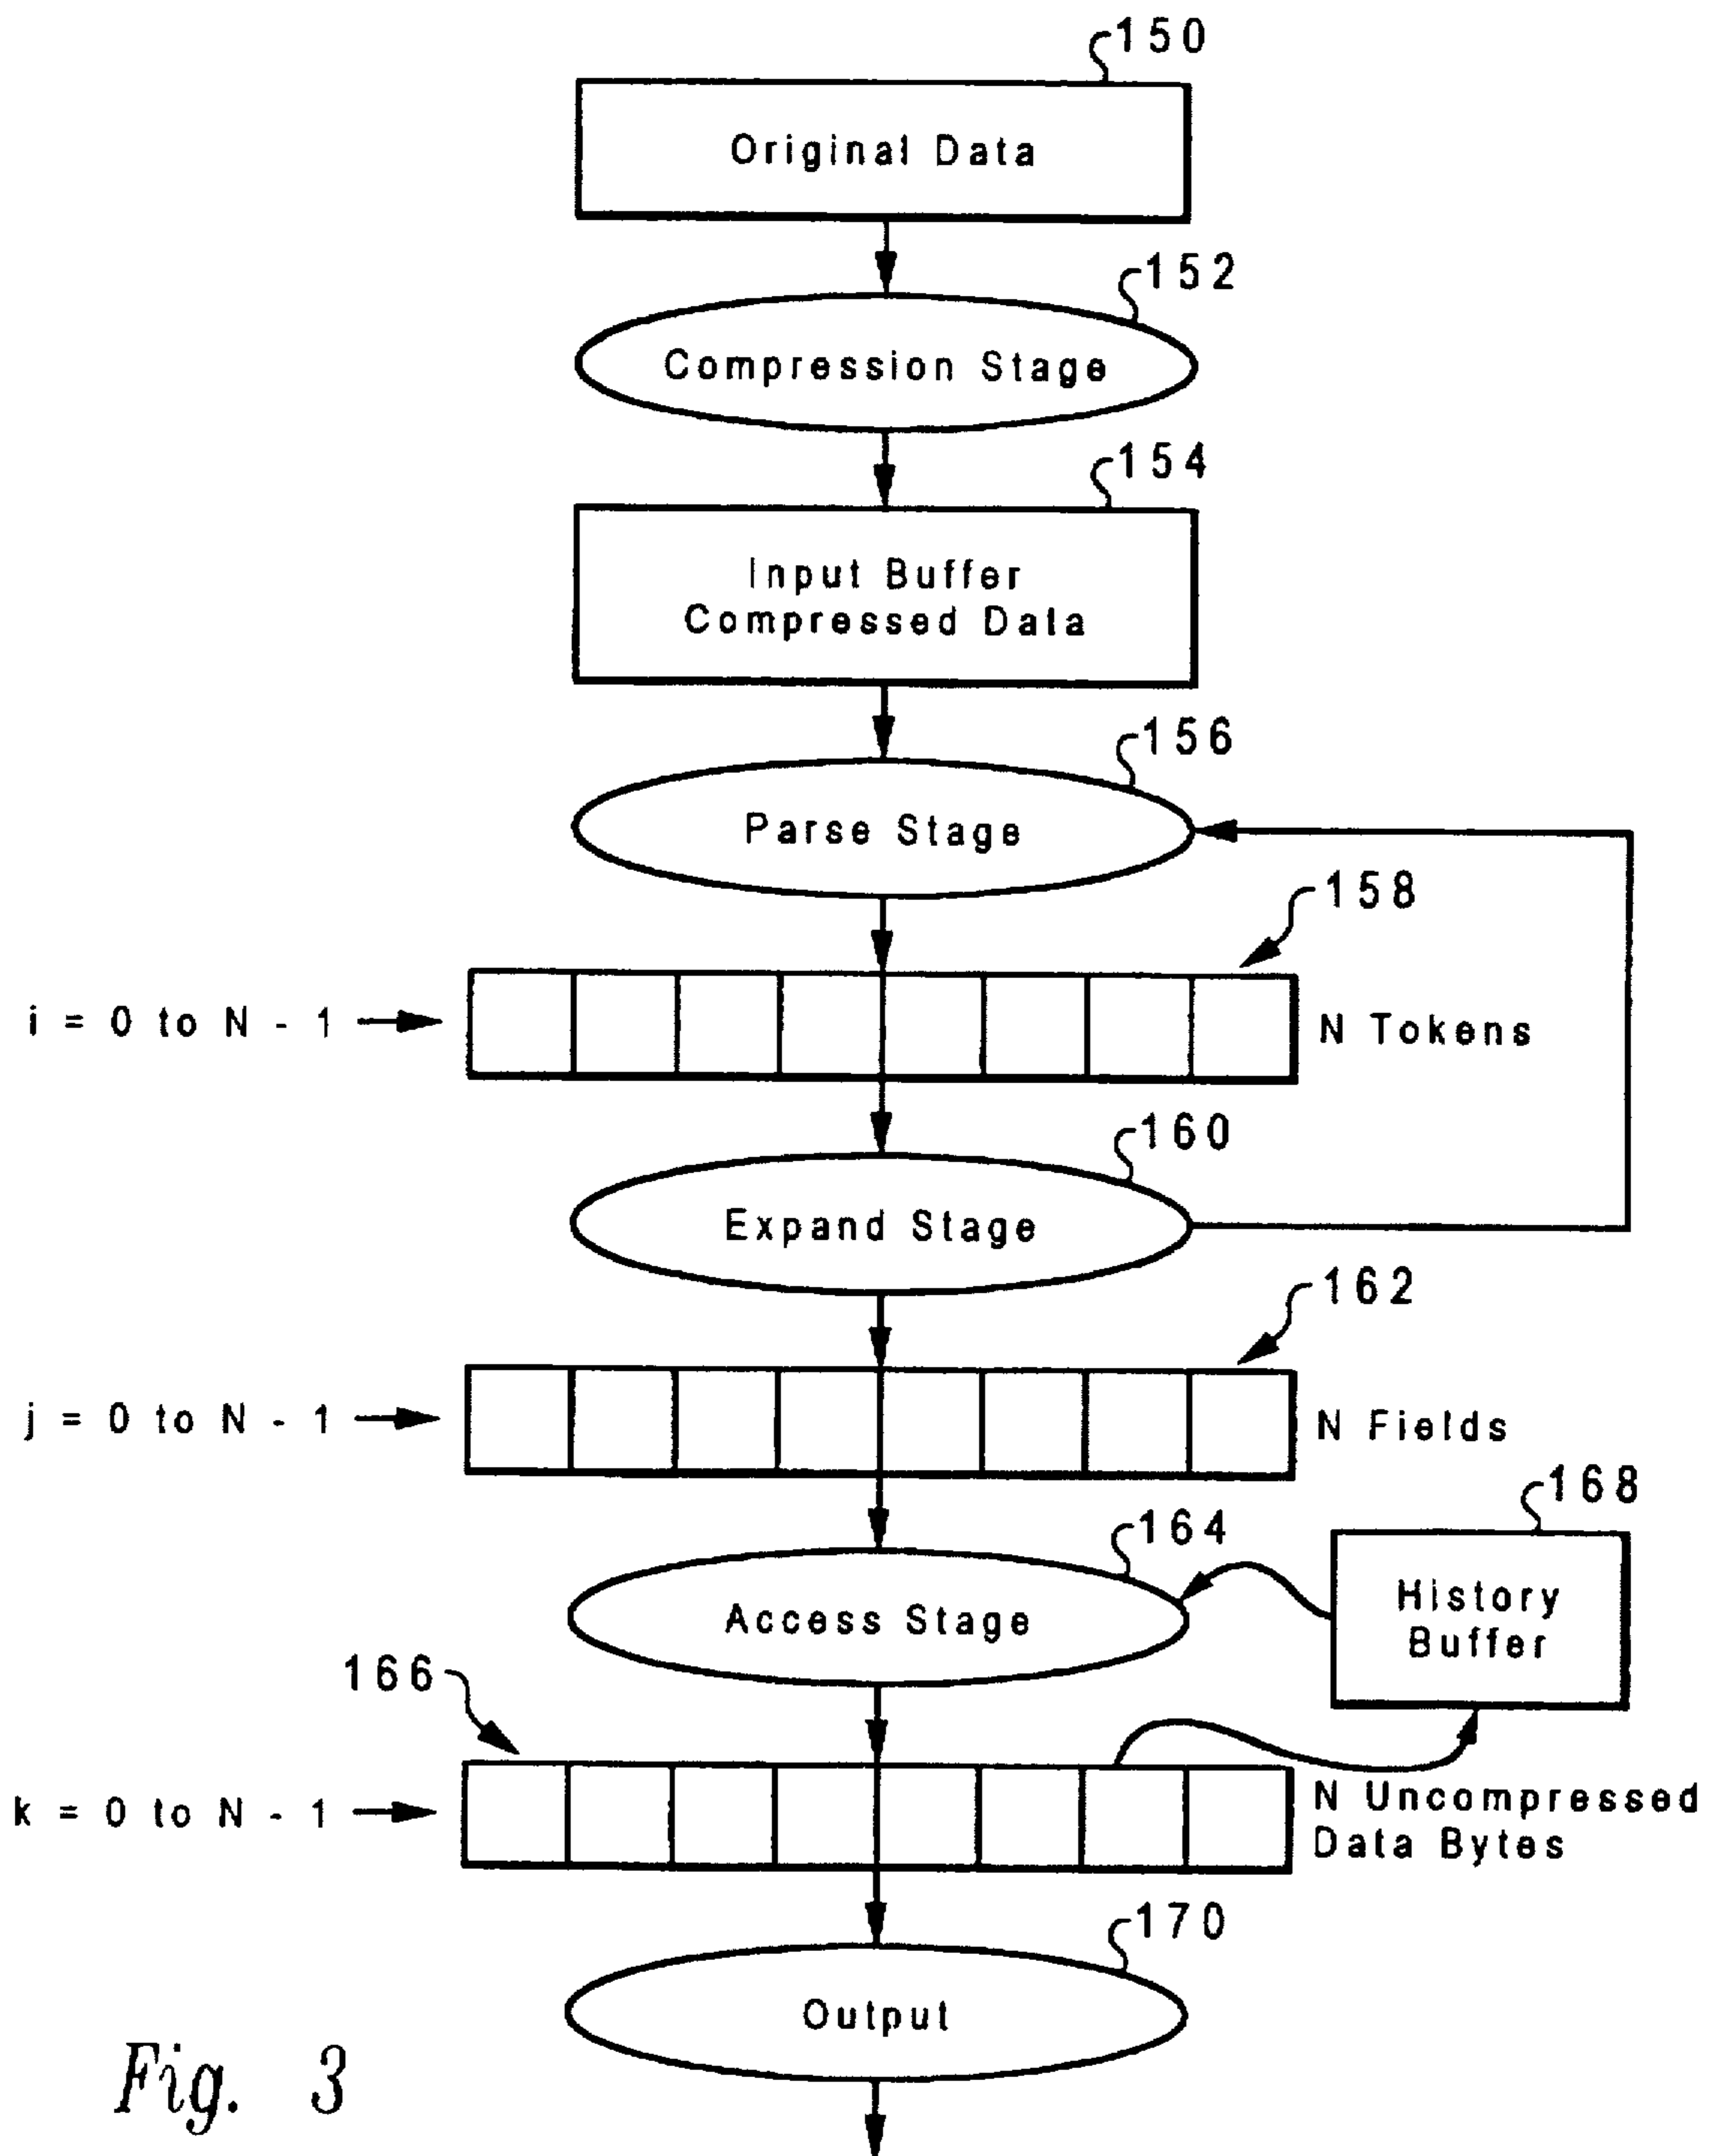 150
Original Data
152
Compression Stage
154
Input Buffer
Compressed Data
156
Parse Stage
158
i = 0 to N - 1
N Tokens
160
Expand Stage
162
j = 0 to N - 1
N Fields
168
164
History
Buffer
Access Stage
166
k = 0 to N - 1
N Uncompressed
Data Bytes
170
Output
Fig. 3